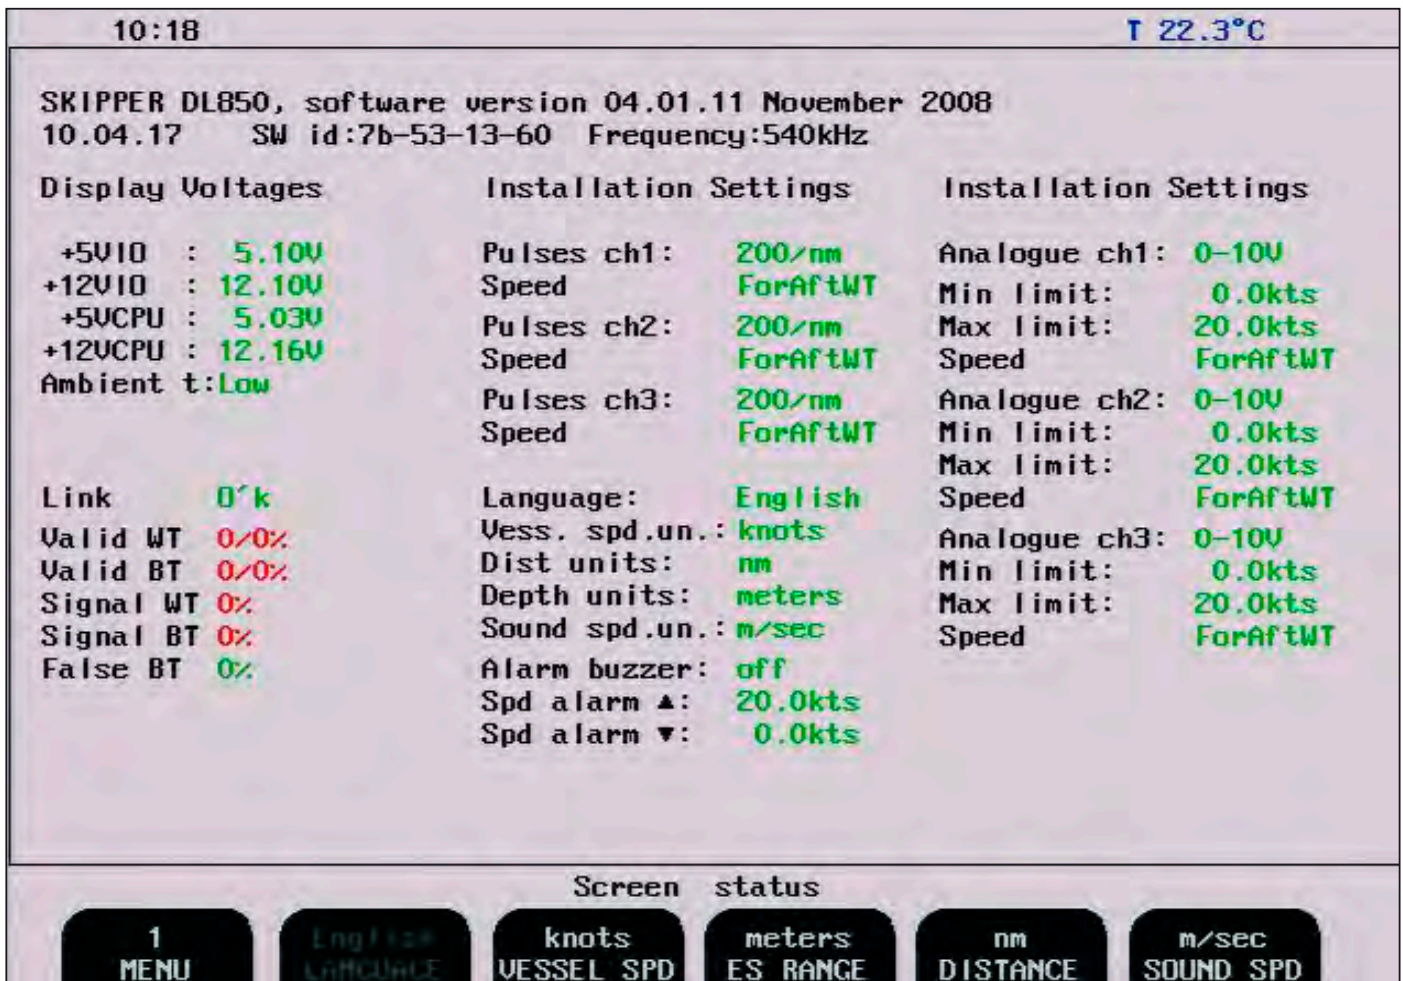 10:18 T 22.3°C
SKIPPER DL850, software version 04.01.11 November 2008
10.04.17 SW id:7b-53-13-60 Frequency:540kHz
Display Voltages
+5VIO : 5.10V
+12VIO : 12.10V
+5VCPU : 5.03V
+12VCPU : 12.16V
Ambient t:Low
Link O´k
Valid WT 0/0%
Valid BT 0/0%
Signal WT 0%
Signal BT 0%
False BT 0%
Installation Settings
Pulses ch1: 200/nm
Speed ForAftWT
Pulses ch2: 200/nm
Speed ForAftWT
Pulses ch3: 200/nm
Speed ForAftWT
Language: English
Vess. spd.un.: knots
Dist units: nm
Depth units: meters
Sound spd.un.: m/sec
Alarm buzzer: off
Spd alarm ▲: 20.0kts
Spd alarm ▼: 0.0kts
Installation Settings
Analogue ch1: 0-10V
Min limit: 0.0kts
Max limit: 20.0kts
Speed ForAftWT
Analogue ch2: 0-10V
Min limit: 0.0kts
Max limit: 20.0kts
Speed ForAftWT
Analogue ch3: 0-10V
Min limit: 0.0kts
Max limit: 20.0kts
Speed ForAftWT
Screen status
1
MENU
English
LANGUAGE
knots
VESSEL SPD
meters
ES RANGE
nm
DISTANCE
m/sec
SOUND SPD